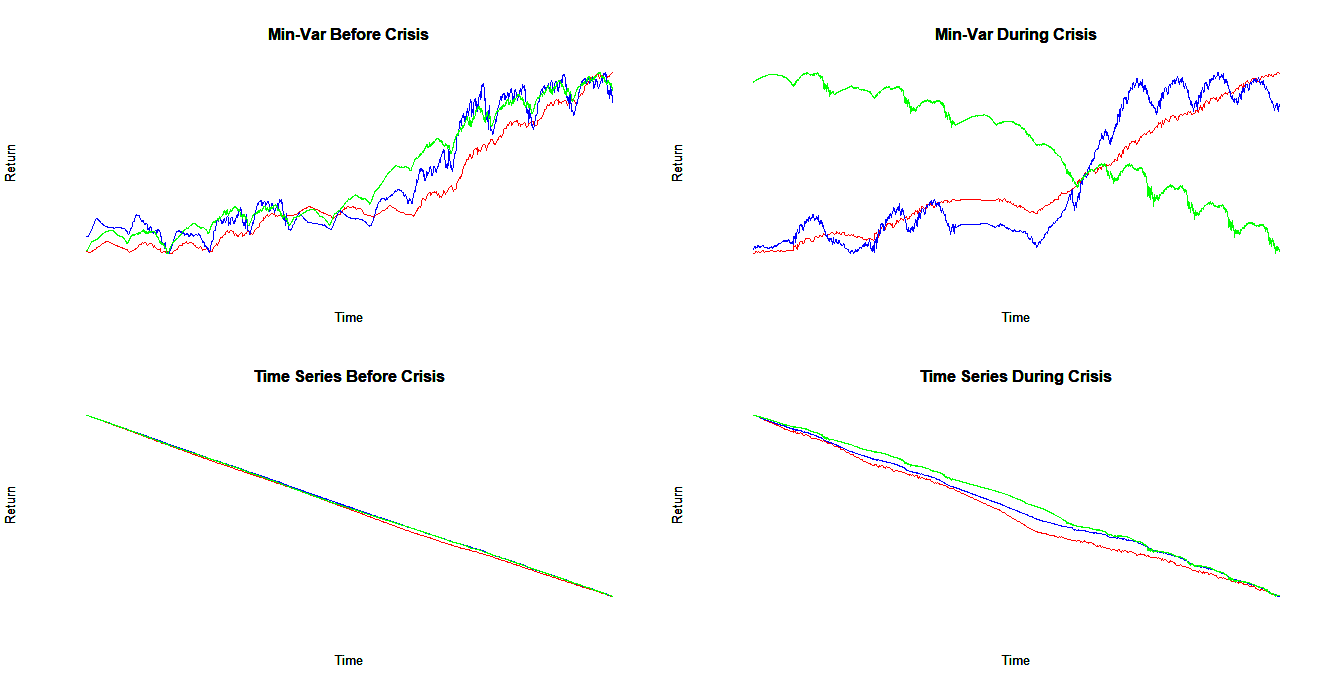 Min-Var Before Crisis
Return
Time
Min-Var During Crisis
Return
Time
Time Series Before Crisis
Return
Time
Time Series During Crisis
Return
Time